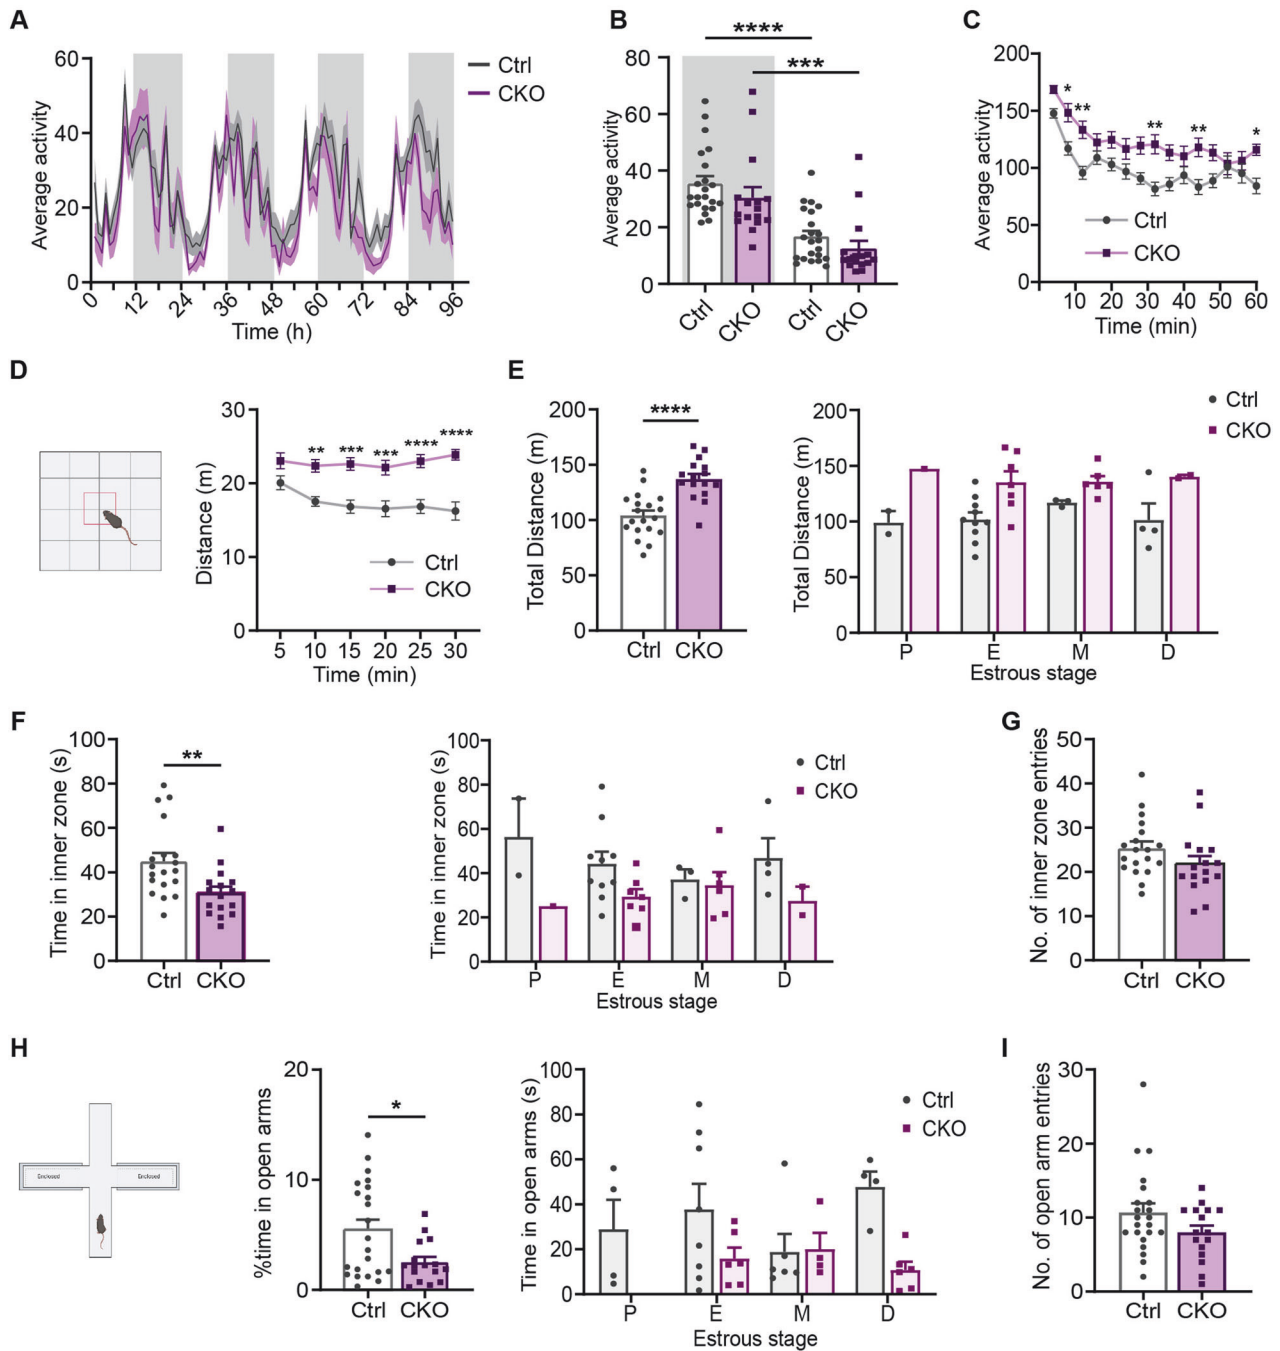 A
Average activity
60
40
20
0
0 12 24 36 48 60 72 84 96
Time (h)
Ctrl
CKO
B
Average activity
80
60
40
20
0
****
***
Ctrl CKO Ctrl CKO
C
Average activity
200
150
100
50
0
* ** ** ** *
Ctrl
CKO
12 24 36 48 60
Time (min)
D
Distance (m)
30
20
10
0
** *** *** **** ****
Ctrl
CKO
5 10 15 20 25 30
Time (min)
E
Total Distance (m)
200
150
100
50
0
****
Ctrl CKO
Total Distance (m)
200
150
100
50
0
P E M D
Estrous stage
Ctrl
CKO
F
Time in inner zone (s)
100
80
60
40
20
0
**
Ctrl CKO
Time in inner zone (s)
100
80
60
40
20
0
P E M D
Estrous stage
Ctrl
CKO
G
No. of inner zone entries
50
40
30
20
10
0
Ctrl CKO
H
Enclosed Enclosed
%time in open arms
20
10
0
*
Ctrl CKO
Time in open arms (s)
100
80
60
40
20
0
P E M D
Estrous stage
Ctrl
CKO
I
No. of open arm entries
30
20
10
0
Ctrl CKO